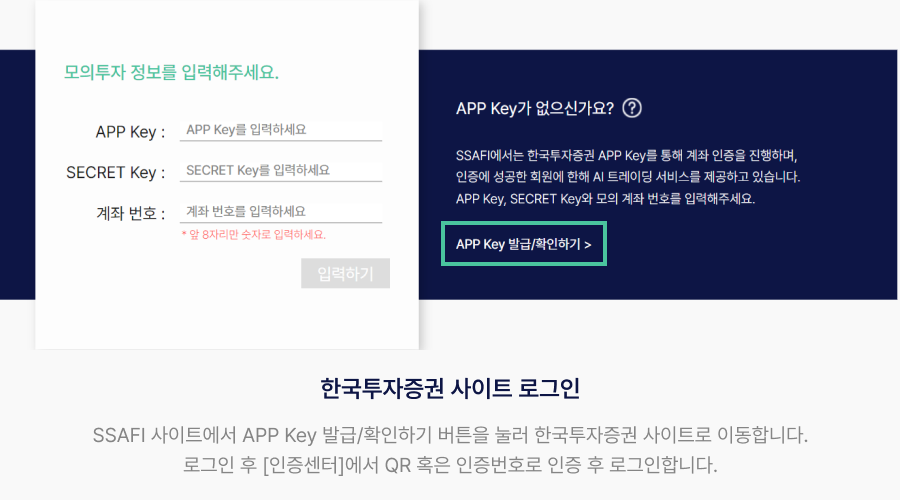 모의투자 정보를 입력해주세요.
APP Key : APP Key를 입력하세요
SECRET Key : SECRET Key를 입력하세요
계좌 번호 : 계좌 번호를 입력하세요
* 앞 8자리만 숫자로 입력하세요.
입력하기
APP Key가 없으신가요? ?
SSAFI에서는 한국투자증권 APP Key를 통해 계좌 인증을 진행하며,
인증에 성공한 회원에 한해 AI 트레이딩 서비스를 제공하고 있습니다.
APP Key, SECRET Key와 모의 계좌 번호를 입력해주세요.
APP Key 발급/확인하기 >
한국투자증권 사이트 로그인
SSAFI 사이트에서 APP Key 발급/확인하기 버튼을 눌러 한국투자증권 사이트로 이동합니다.
로그인 후 [인증센터]에서 QR 혹은 인증번호로 인증 후 로그인합니다.